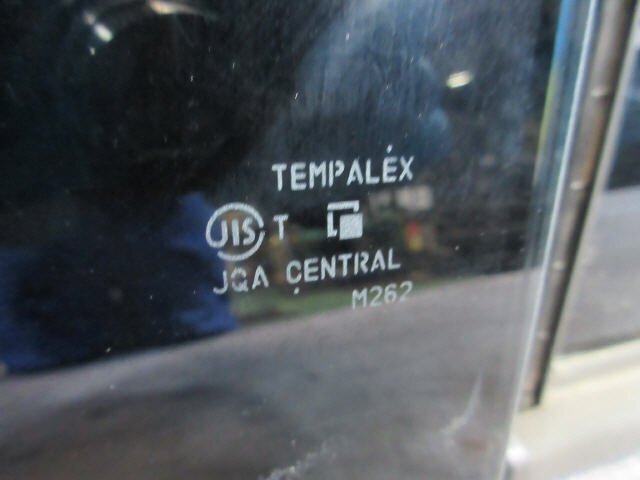 TEMPALEX
JIS T
JQA CENTRAL
M262